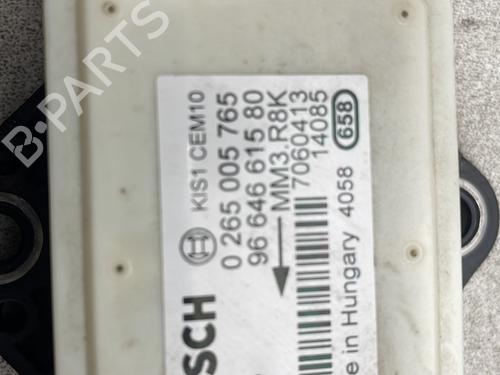 KIS1 CEM10
0 265 005 765
96 646 615 80
MM3.R8K
7060413
14085
658
e in Hungary 4058
SCH
B-PARTS